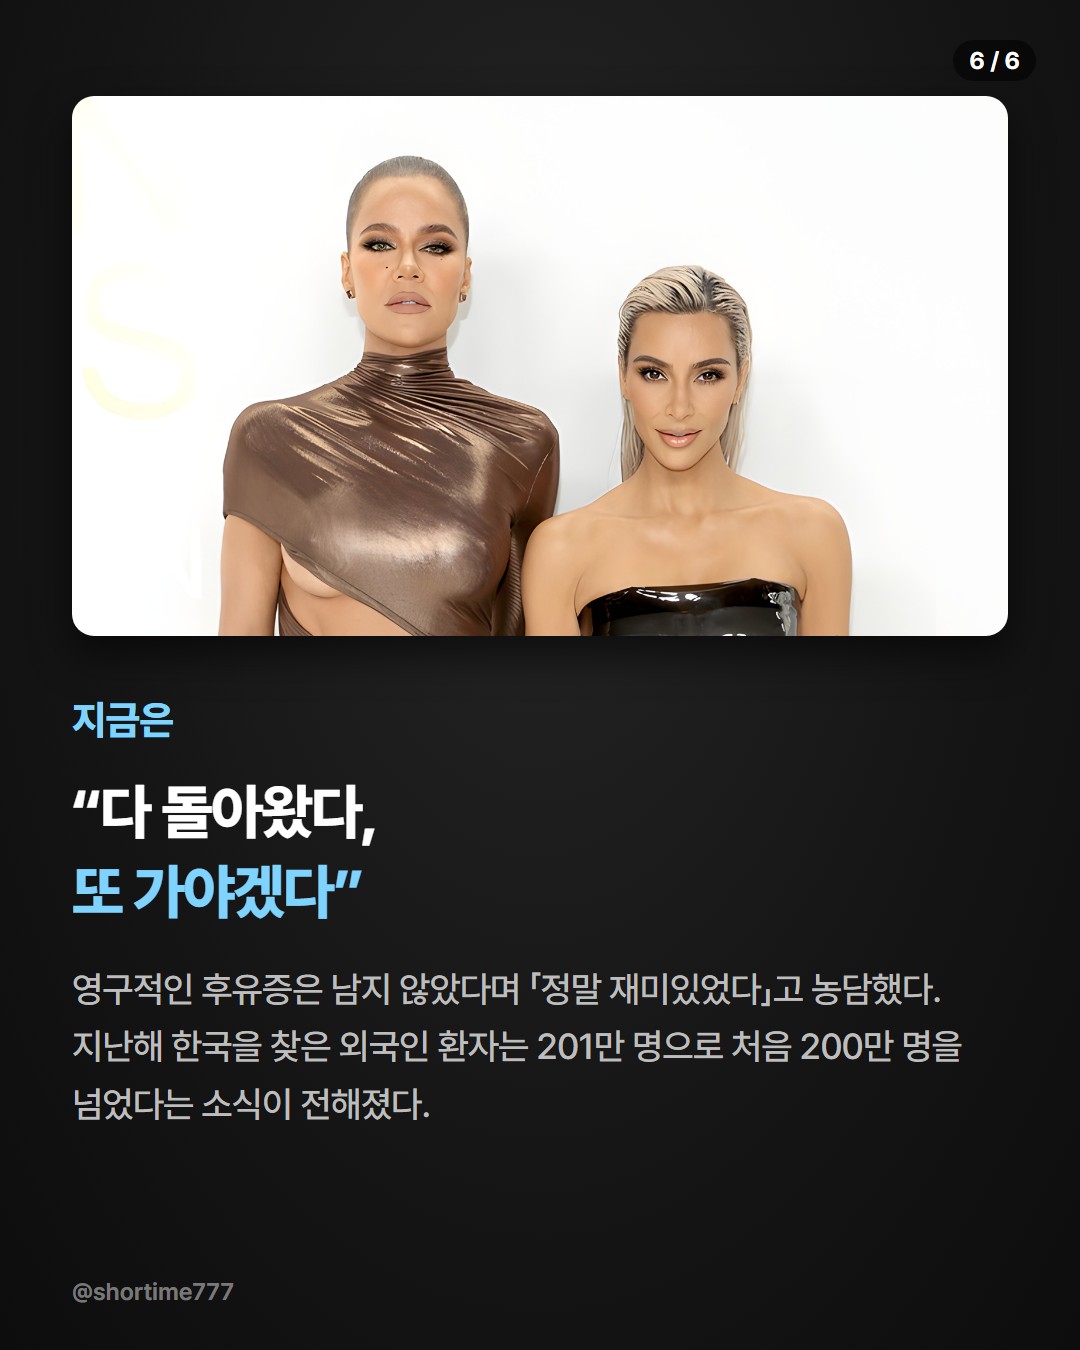 6 / 6
S
지금은
“다 돌아왔다,
또 가야겠다”
영구적인 후유증은 남지 않았다며 「정말 재미있었다」고 농담했다.
지난해 한국을 찾은 외국인 환자는 201만 명으로 처음 200만 명을
넘었다는 소식이 전해졌다.
@shortime777